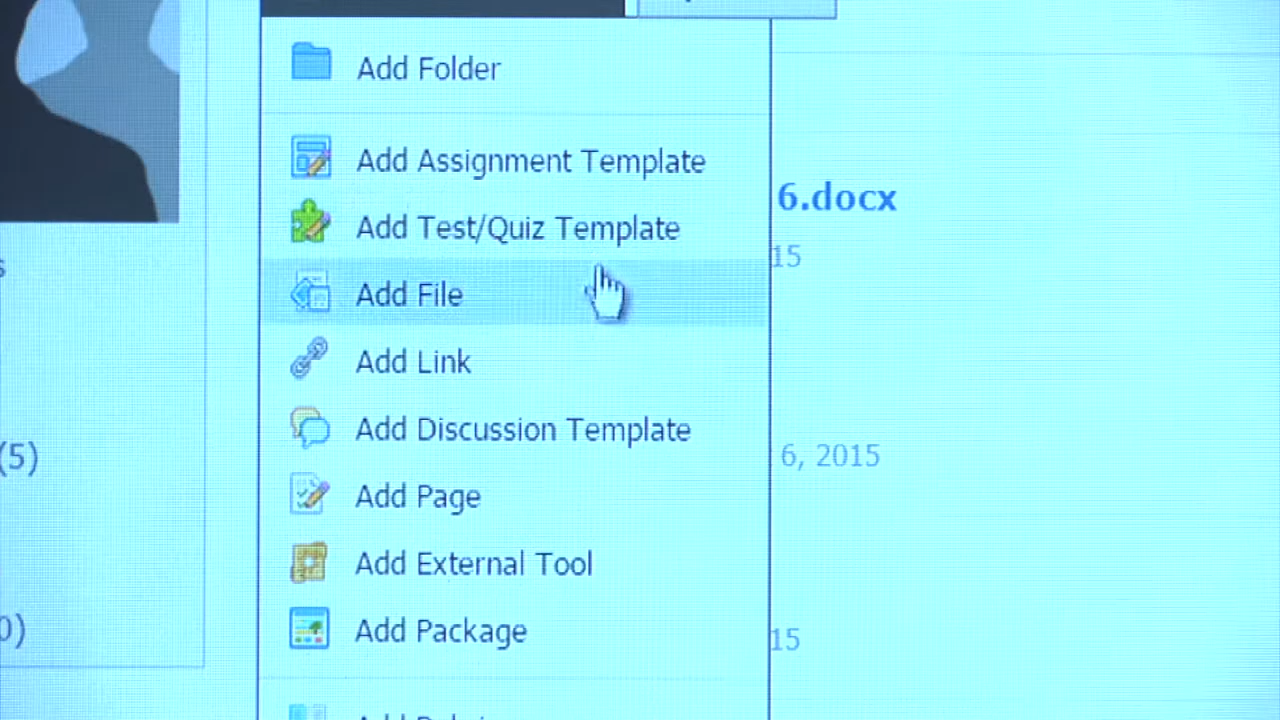 Add Folder
Add Assignment Template
6.docx
Add Test/Quiz Template
15
Add File
Add Link
Add Discussion Template
(5)
6, 2015
Add Page
Add External Tool
Add Package
15